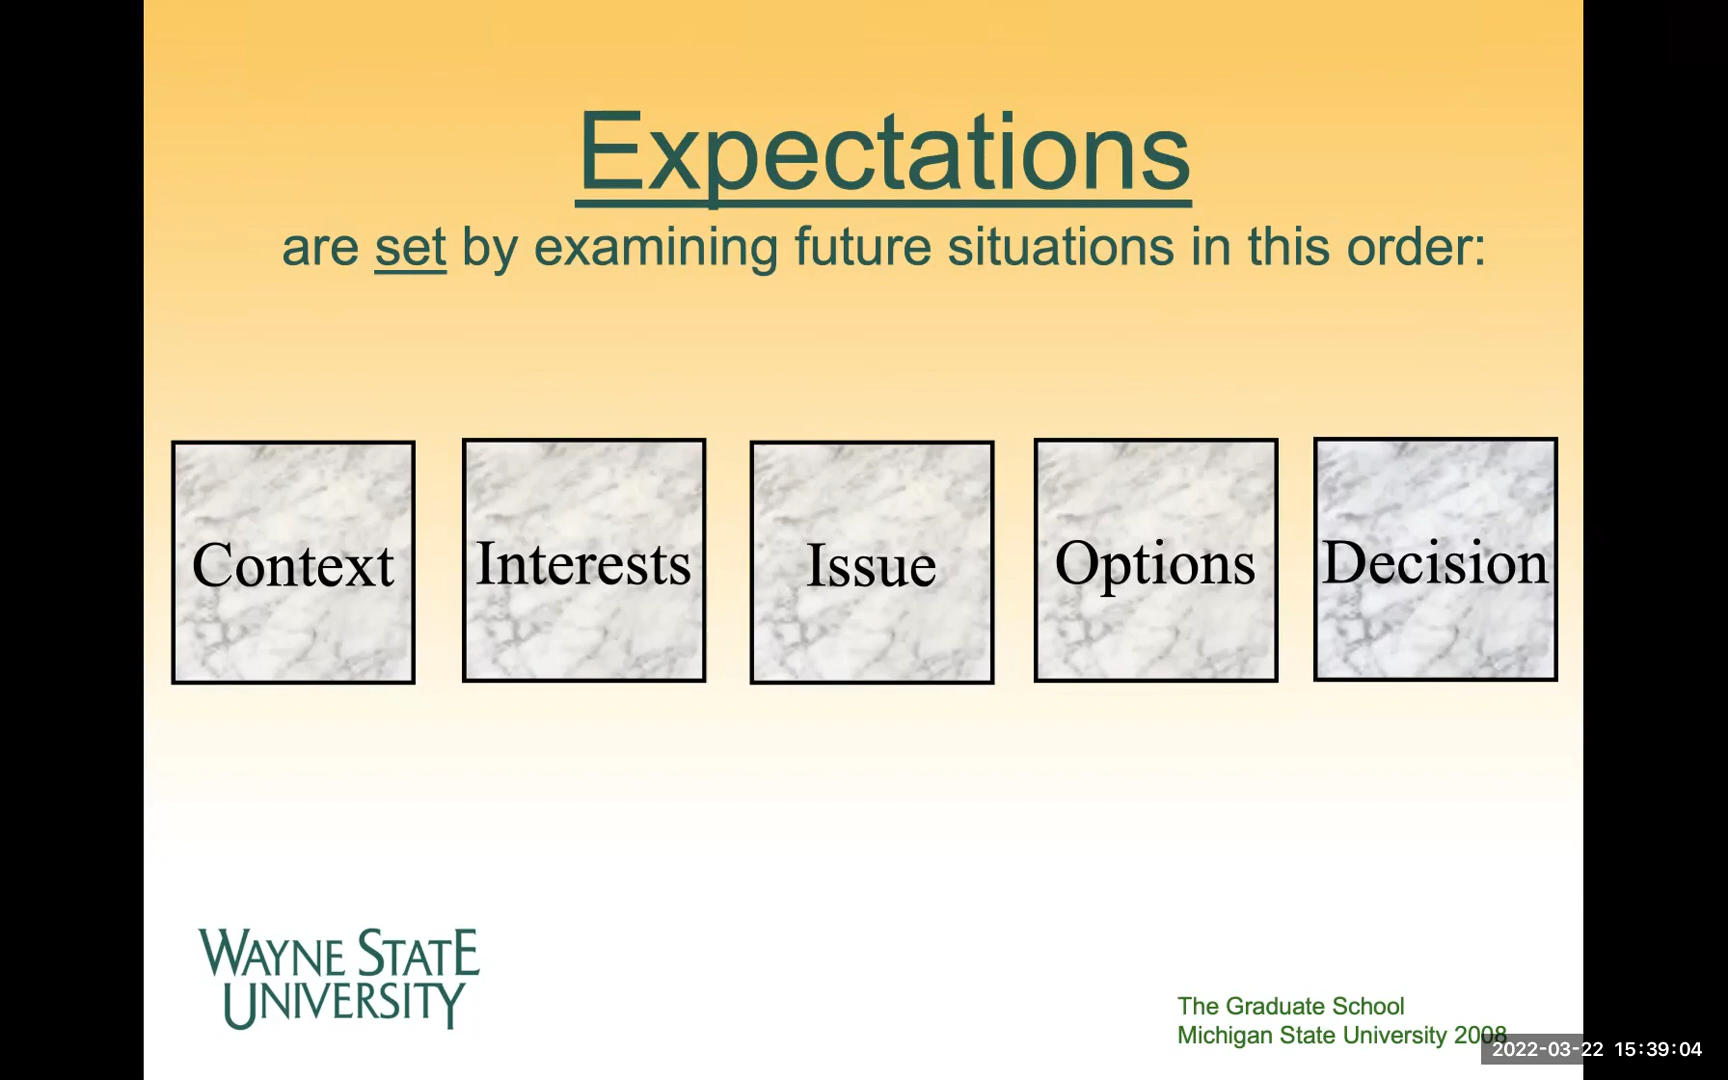 Expectations
are set by examining future situations in this order:
Context Interests Issue Options Decision
WAYNE STATE
UNIVERSITY
The Graduate School
Michigan State University 2008
2022-03-22 15:39:04